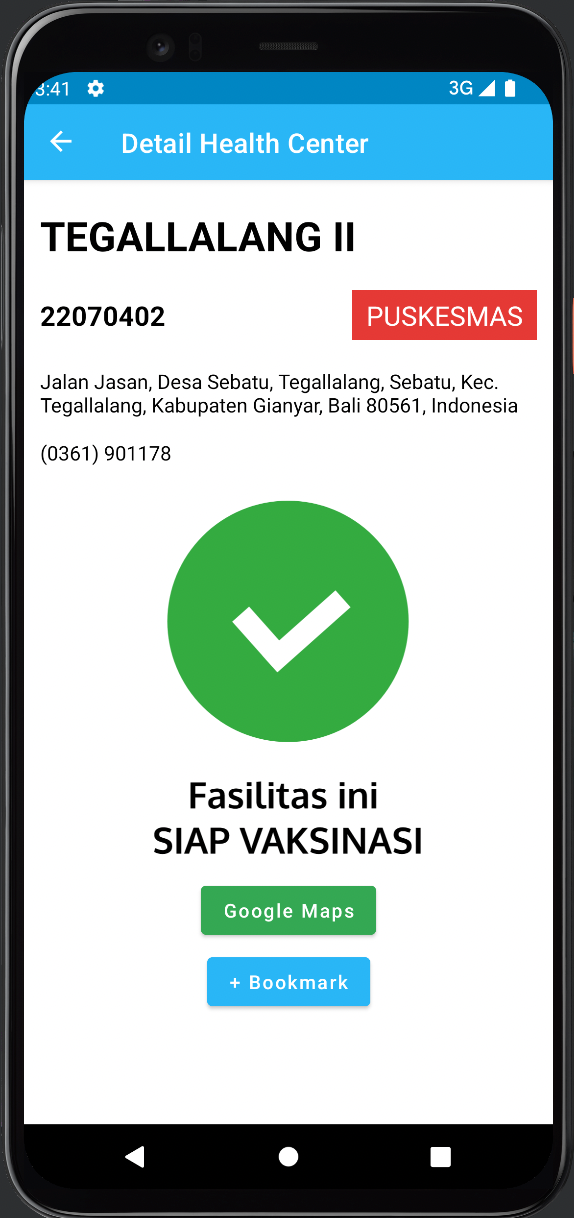 3:41
3G
Detail Health Center
TEGALLALANG II
22070402
PUSKESMAS
Jalan Jasan, Desa Sebatu, Tegallalang, Sebatu, Kec.
Tegallalang, Kabupaten Gianyar, Bali 80561, Indonesia
(0361) 901178
Fasilitas ini
SIAP VAKSINASI
Google Maps
+ Bookmark